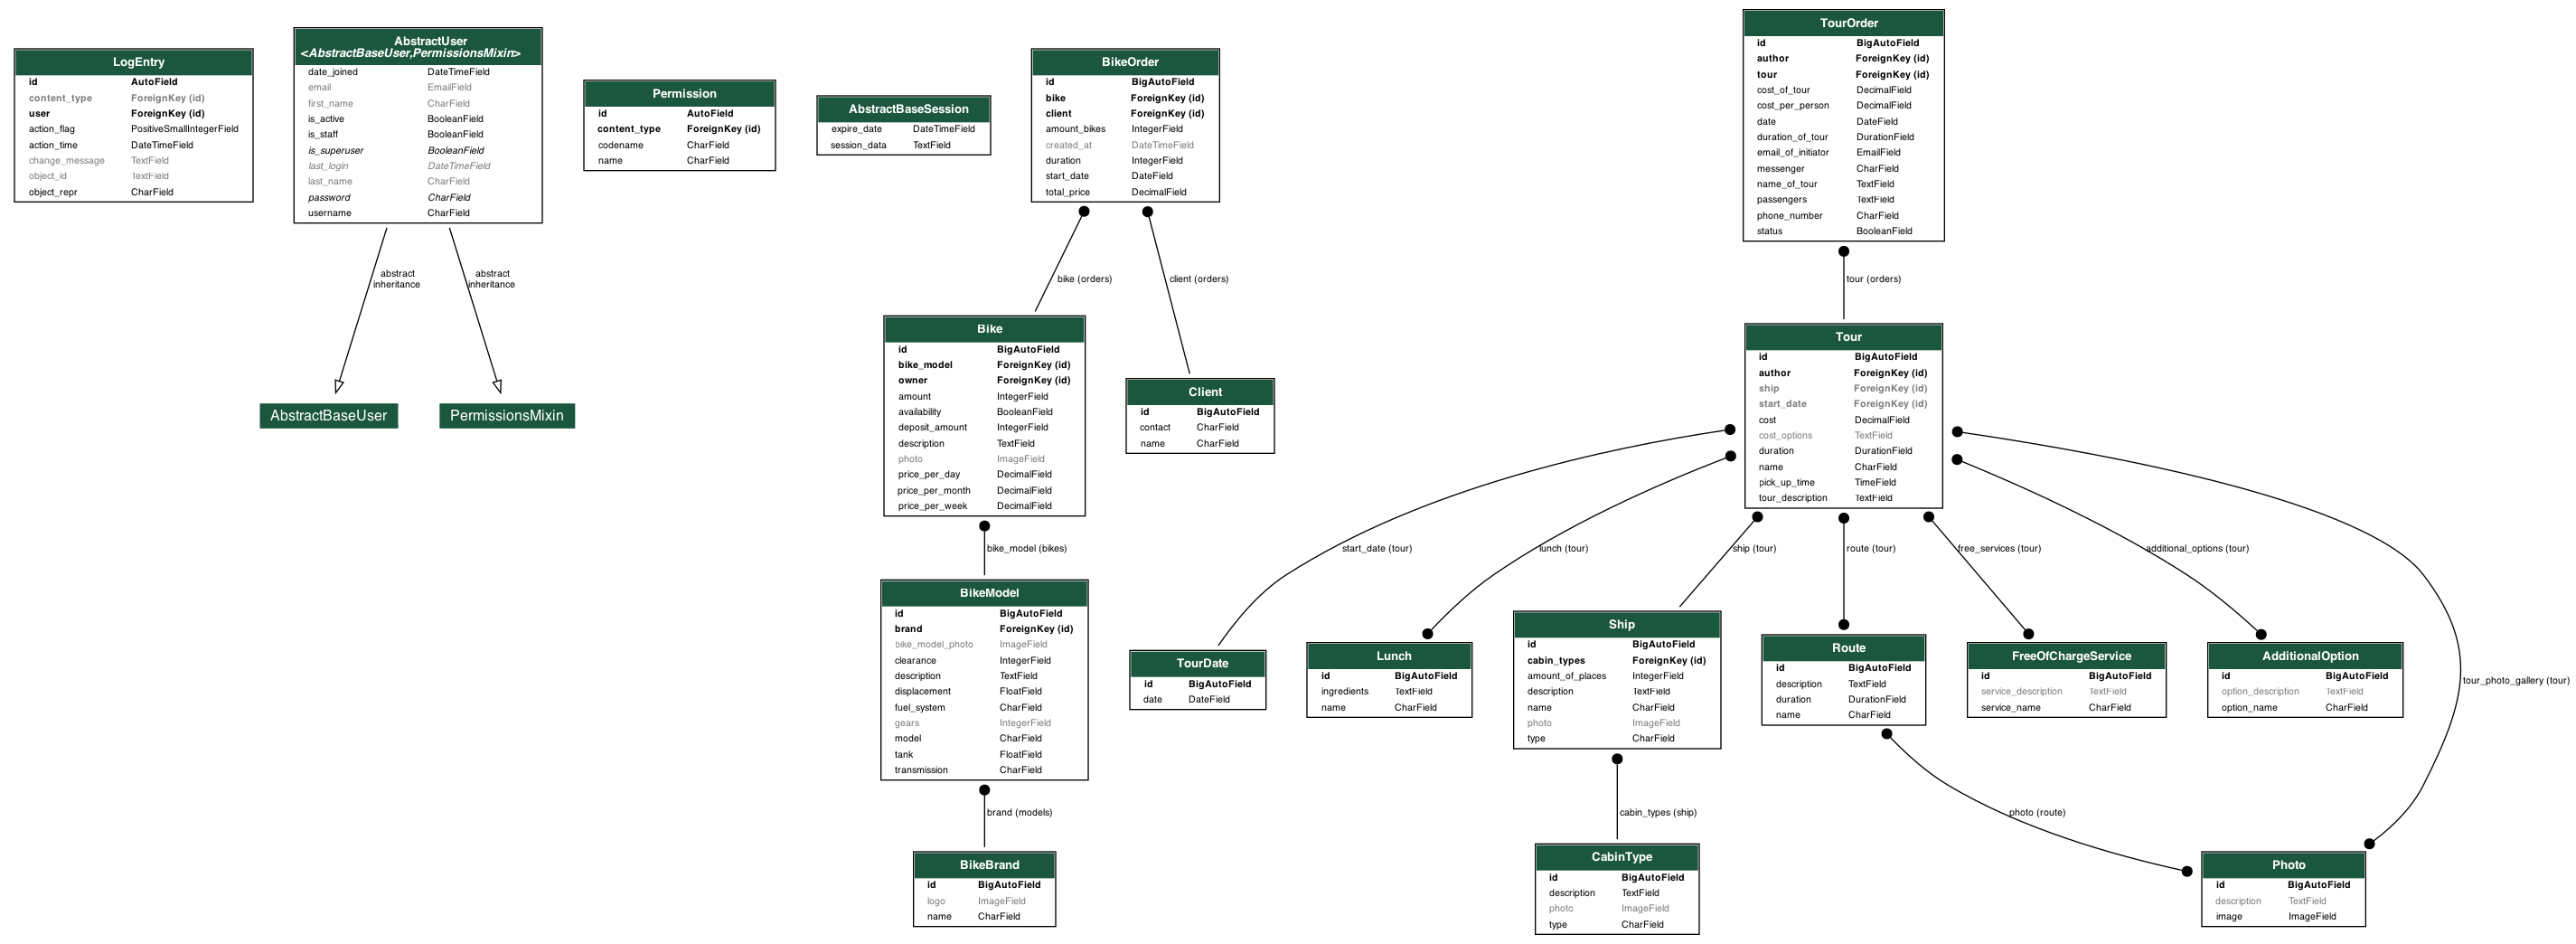 LogEntry
id AutoField
content_type ForeignKey (id)
user ForeignKey (id)
action_flag PositiveSmallIntegerField
action_time DateTimeField
change_message TextField
object_id TextField
object_repr CharField
AbstractUser
<AbstractBaseUser,PermissionsMixin>
date_joined DateTimeField
email EmailField
first_name CharField
is_active BooleanField
is_staff BooleanField
is_superuser BooleanField
last_login DateTimeField
last_name CharField
password CharField
username CharField
abstract
inheritance
abstract
inheritance
AbstractBaseUser
PermissionsMixin
Permission
id AutoField
content_type ForeignKey (id)
codename CharField
name CharField
AbstractBaseSession
expire_date DateTimeField
session_data TextField
BikeOrder
id BigAutoField
bike ForeignKey (id)
client ForeignKey (id)
amount_bikes IntegerField
created_at DateTimeField
duration IntegerField
start_date DateField
total_price DecimalField
bike (orders)
client (orders)
Bike
id BigAutoField
bike_model ForeignKey (id)
owner ForeignKey (id)
amount IntegerField
availability BooleanField
deposit_amount IntegerField
description TextField
photo ImageField
price_per_day DecimalField
price_per_month DecimalField
price_per_week DecimalField
Client
id BigAutoField
contact CharField
name CharField
bike_model (bikes)
BikeModel
id BigAutoField
brand ForeignKey (id)
bike_model_photo ImageField
clearance IntegerField
description TextField
displacement FloatField
fuel_system CharField
gears IntegerField
model CharField
tank FloatField
transmission CharField
brand (models)
BikeBrand
id BigAutoField
logo ImageField
name CharField
TourOrder
id BigAutoField
author ForeignKey (id)
tour ForeignKey (id)
cost_of_tour DecimalField
cost_per_person DecimalField
date DateField
duration_of_tour DurationField
email_of_initiator EmailField
messenger CharField
name_of_tour TextField
passengers TextField
phone_number CharField
status BooleanField
tour (orders)
Tour
id BigAutoField
author ForeignKey (id)
ship ForeignKey (id)
start_date ForeignKey (id)
cost DecimalField
cost_options TextField
duration DurationField
name CharField
pick_up_time TimeField
tour_description TextField
start_date (tour)
lunch (tour)
ship (tour)
route (tour)
free_services (tour)
additional_options (tour)
tour_photo_gallery (tour)
TourDate
id BigAutoField
date DateField
Lunch
id BigAutoField
ingredients TextField
name CharField
Ship
id BigAutoField
cabin_types ForeignKey (id)
amount_of_places IntegerField
description TextField
name CharField
photo ImageField
type CharField
Route
id BigAutoField
description TextField
duration DurationField
name CharField
FreeOfChargeService
id BigAutoField
service_description TextField
service_name CharField
AdditionalOption
id BigAutoField
option_description TextField
option_name CharField
cabin_types (ship)
photo (route)
CabinType
id BigAutoField
description TextField
photo ImageField
type CharField
Photo
id BigAutoField
description TextField
image ImageField